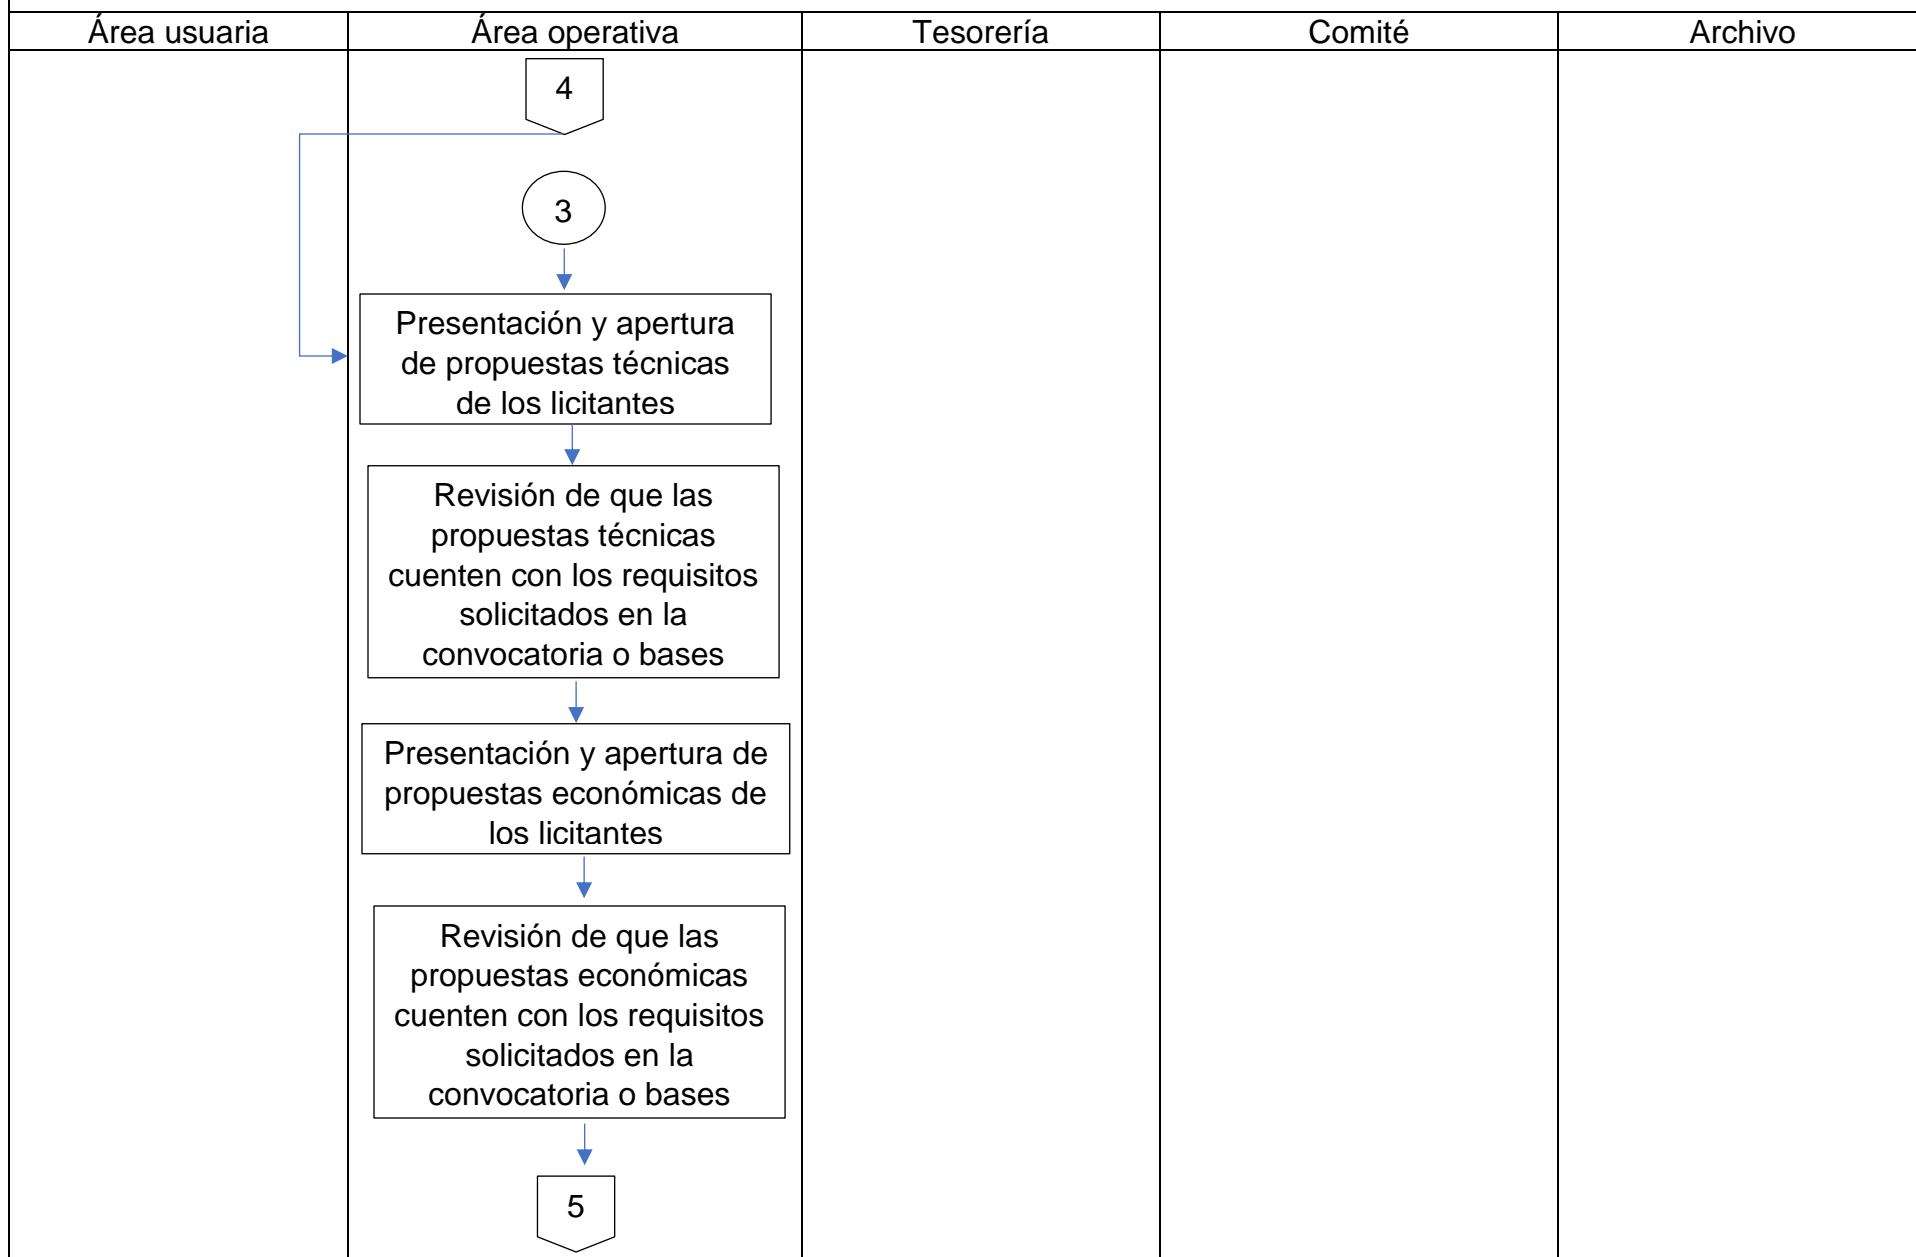 Área usuaria
Área operativa
Tesorería
Comité
Archivo
4
3
Presentación y apertura
de propuestas técnicas
de los licitantes
Revisión de que las
propuestas técnicas
cuenten con los requisitos
solicitados en la
convocatoria o bases
Presentación y apertura de
propuestas económicas de
los licitantes
Revisión de que las
propuestas económicas
cuenten con los requisitos
solicitados en la
convocatoria o bases
5